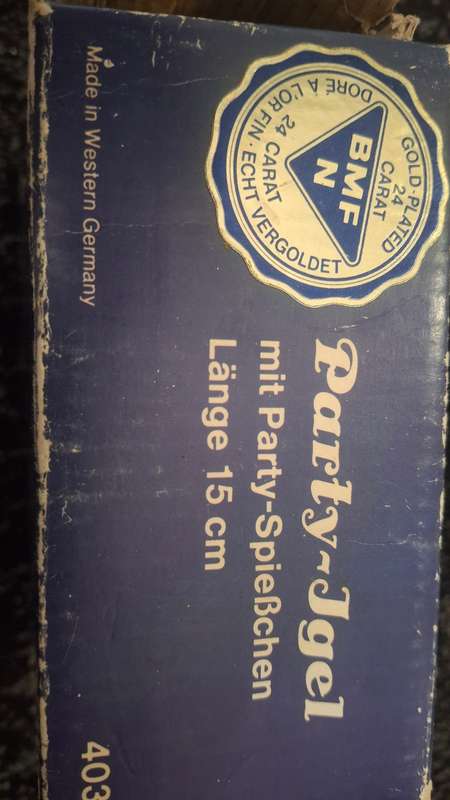 GOLD-PLATED
24
CARAT
DORÉ A L'OR FIN · ECHT VERGOLDET
24 CARAT
BMF
N
Party-Jgel
mit Party-Spießchen
Länge 15 cm
Made in Western Germany
403